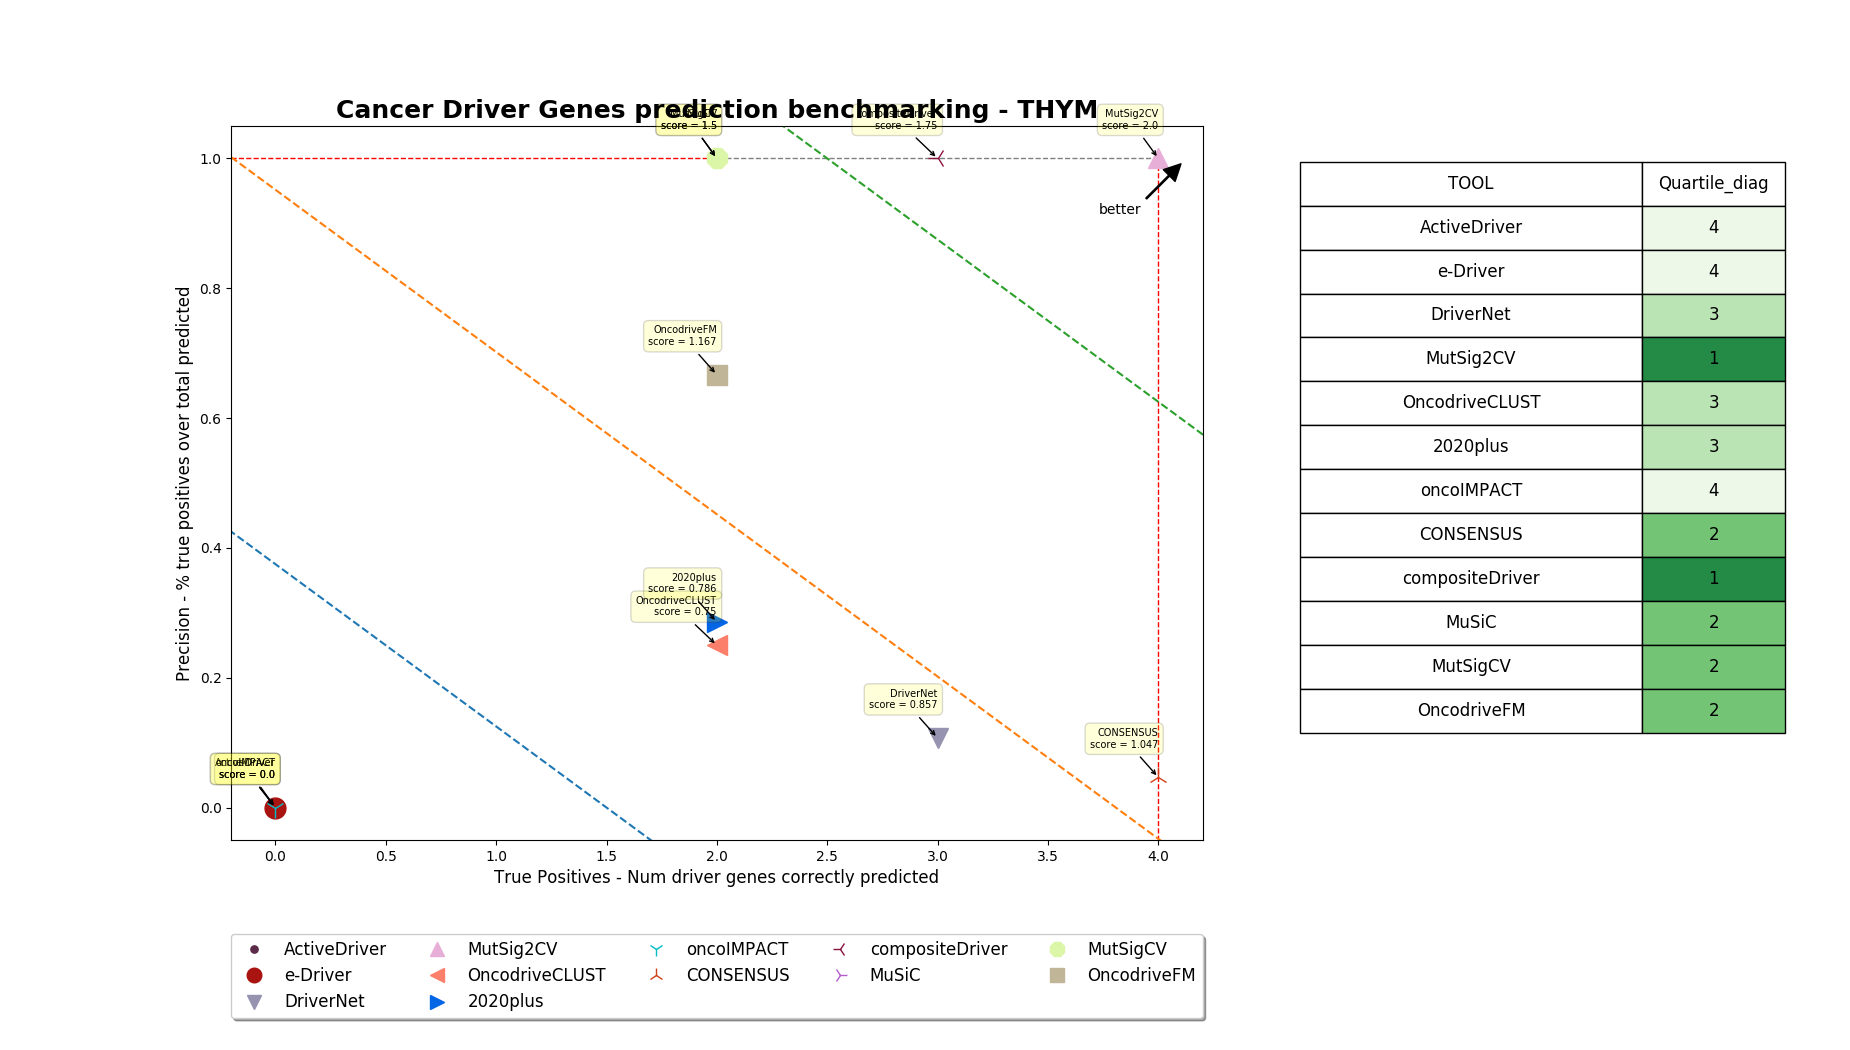 Cancer Driver Genes prediction benchmarking - THYM
score = 1.5
compositeDriver
score = 1.75
MutSig2CV
score = 2.0
better
OncodriveFM
score = 1.167
2020plus
score = 0.786
OncodriveCLUST
score = 0.75
DriverNet
score = 0.857
CONSENSUS
score = 1.047
score = 0.0
Precision - % true positives over total predicted
1.0
0.8
0.6
0.4
0.2
0.0
0.0 0.5 1.0 1.5 2.0 2.5 3.0 3.5 4.0
True Positives - Num driver genes correctly predicted
ActiveDriver MutSig2CV oncoIMPACT compositeDriver MutSigCV
e-Driver OncodriveCLUST CONSENSUS MuSiC OncodriveFM
DriverNet 2020plus
TOOL Quartile_diag
ActiveDriver 4
e-Driver 4
DriverNet 3
MutSig2CV 1
OncodriveCLUST 3
2020plus 3
oncoIMPACT 4
CONSENSUS 2
compositeDriver 1
MuSiC 2
MutSigCV 2
OncodriveFM 2